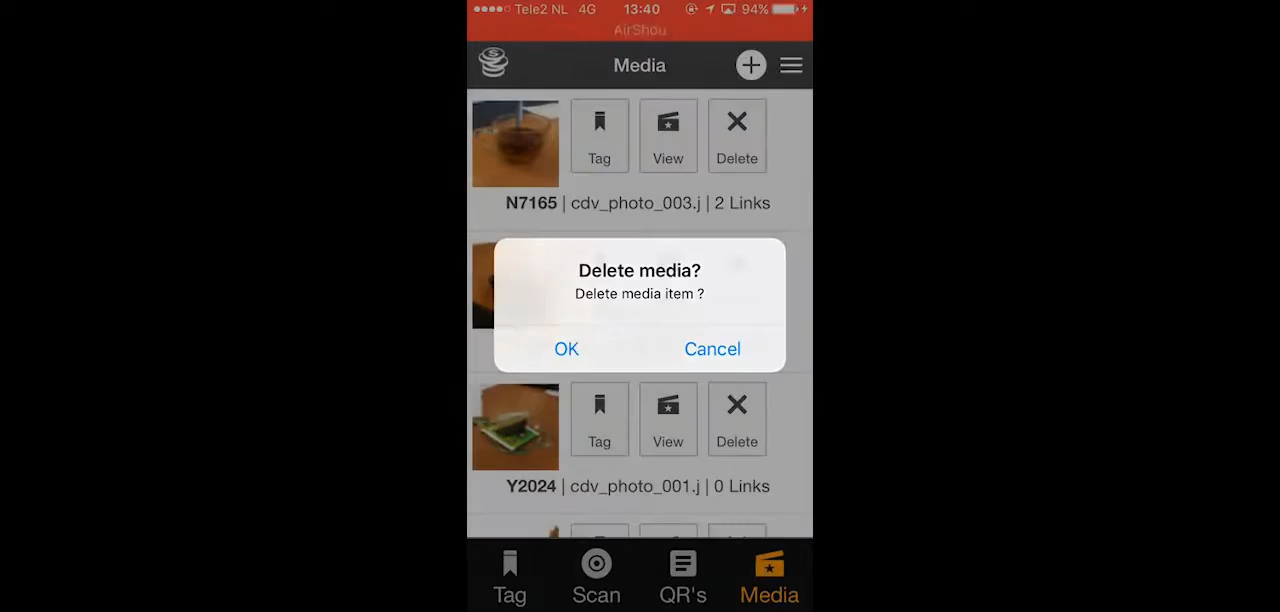 Tele2 NL 4G 13:40 94%
AirShou
Media
Tag View Delete
N7165 | cdv_photo_003.j | 2 Links
Delete media?
Delete media item ?
OK Cancel
Tag View Delete
Y2024 | cdv_photo_001.j | 0 Links
Tag Scan QR's Media